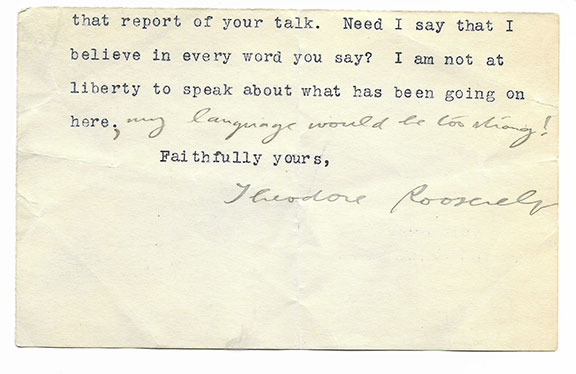 that report of your talk. Need I say that I
believe in every word you say? I am not at
liberty to speak about what has been going on
here; my language would be too strong!
Faithfully yours,
Theodore Roosevelt